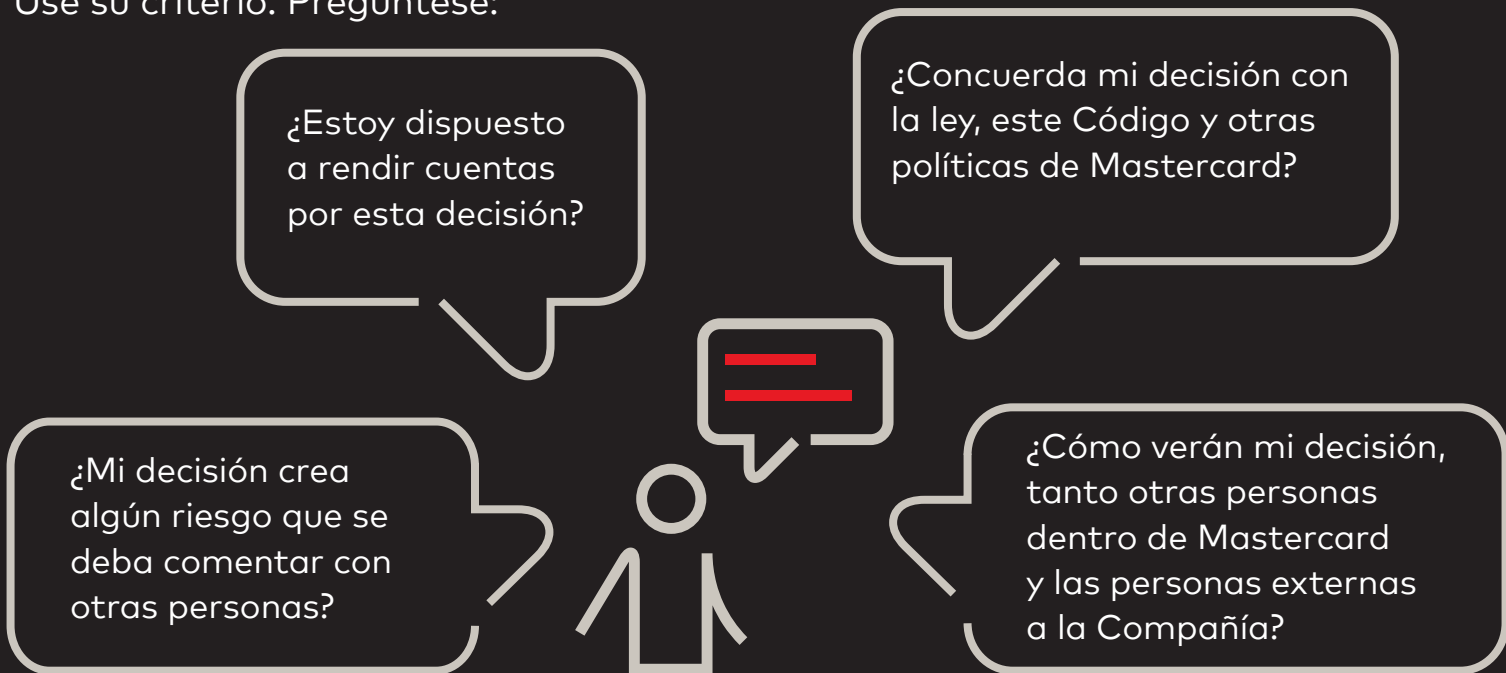 Use su criterio. Pregúntese:
¿Estoy dispuesto
a rendir cuentas
por esta decisión?
¿Concuerda mi decisión con
la ley, este Código y otras
políticas de Mastercard?
¿Mi decisión crea
algún riesgo que se
deba comentar con
otras personas?
¿Cómo verán mi decisión,
tanto otras personas
dentro de Mastercard
y las personas externas
a la Compañía?